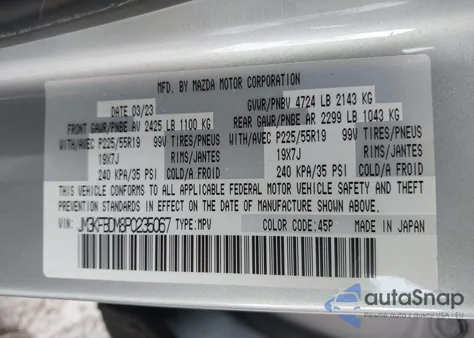 MFD. BY MAZDA MOTOR CORPORATION
DATE 03/23 GVWR/PNBV 4724 LB 2143 KG
FRONT GAWR/PNBE AV 2425 LB 1100 KG REAR GAWR/PNBE AR 2299 LB 1043 KG
WITH/AVEC P225/55R19 99V TIRES/PNEUS WITH/AVEC P225/55R19 99V TIRES/PNEUS
19X7J RIMS/JANTES 19X7J RIMS/JANTES
240 KPA/35 PSI COLD/A FROID 240 KPA/35 PSI COLD/A FROID
THIS VEHICLE CONFORMS TO ALL APPLICABLE FEDERAL MOTOR VEHICLE SAFETY AND THEFT
PREVENTION STANDARDS IN EFFECT ON THE DATE OF MANUFACTURE SHOWN ABOVE.
VIN: JM3KFBDM8P0235067 TYPE:MPV
COLOR CODE:45P MADE IN JAPAN
autoSnap